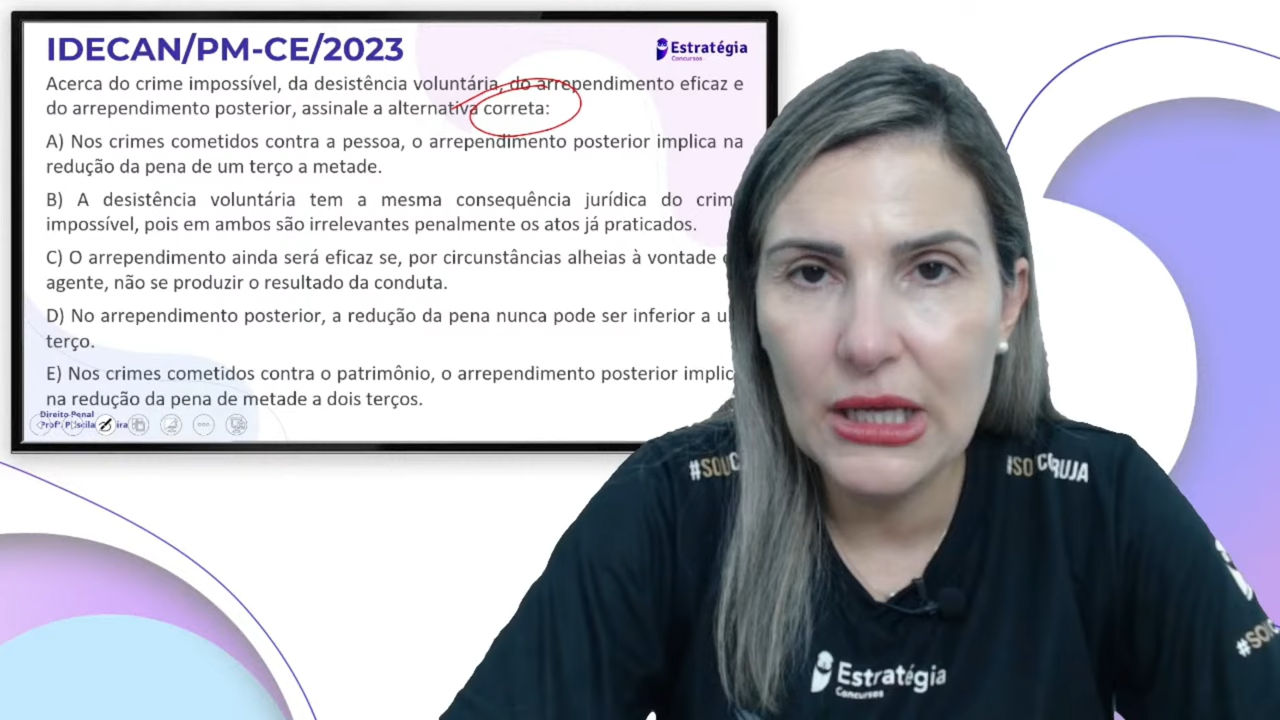 IDECAN/PM-CE/2023
Estratégia
Concursos
Acerca do crime impossível, da desistência voluntária, do arrependimento eficaz e
do arrependimento posterior, assinale a alternativa correta:
A) Nos crimes cometidos contra a pessoa, o arrependimento posterior implica na
redução da pena de um terço a metade.
B) A desistência voluntária tem a mesma consequência jurídica do crim
impossível, pois em ambos são irrelevantes penalmente os atos já praticados.
C) O arrependimento ainda será eficaz se, por circunstâncias alheias à vontade
agente, não se produzir o resultado da conduta.
D) No arrependimento posterior, a redução da pena nunca pode ser inferior a u
terço.
E) Nos crimes cometidos contra o patrimônio, o arrependimento posterior implic
na redução da pena de metade a dois terços.
Direito Penal
Profª. P
#SOUC
#SO C RUJA
Estratégia
Concursos
#SO